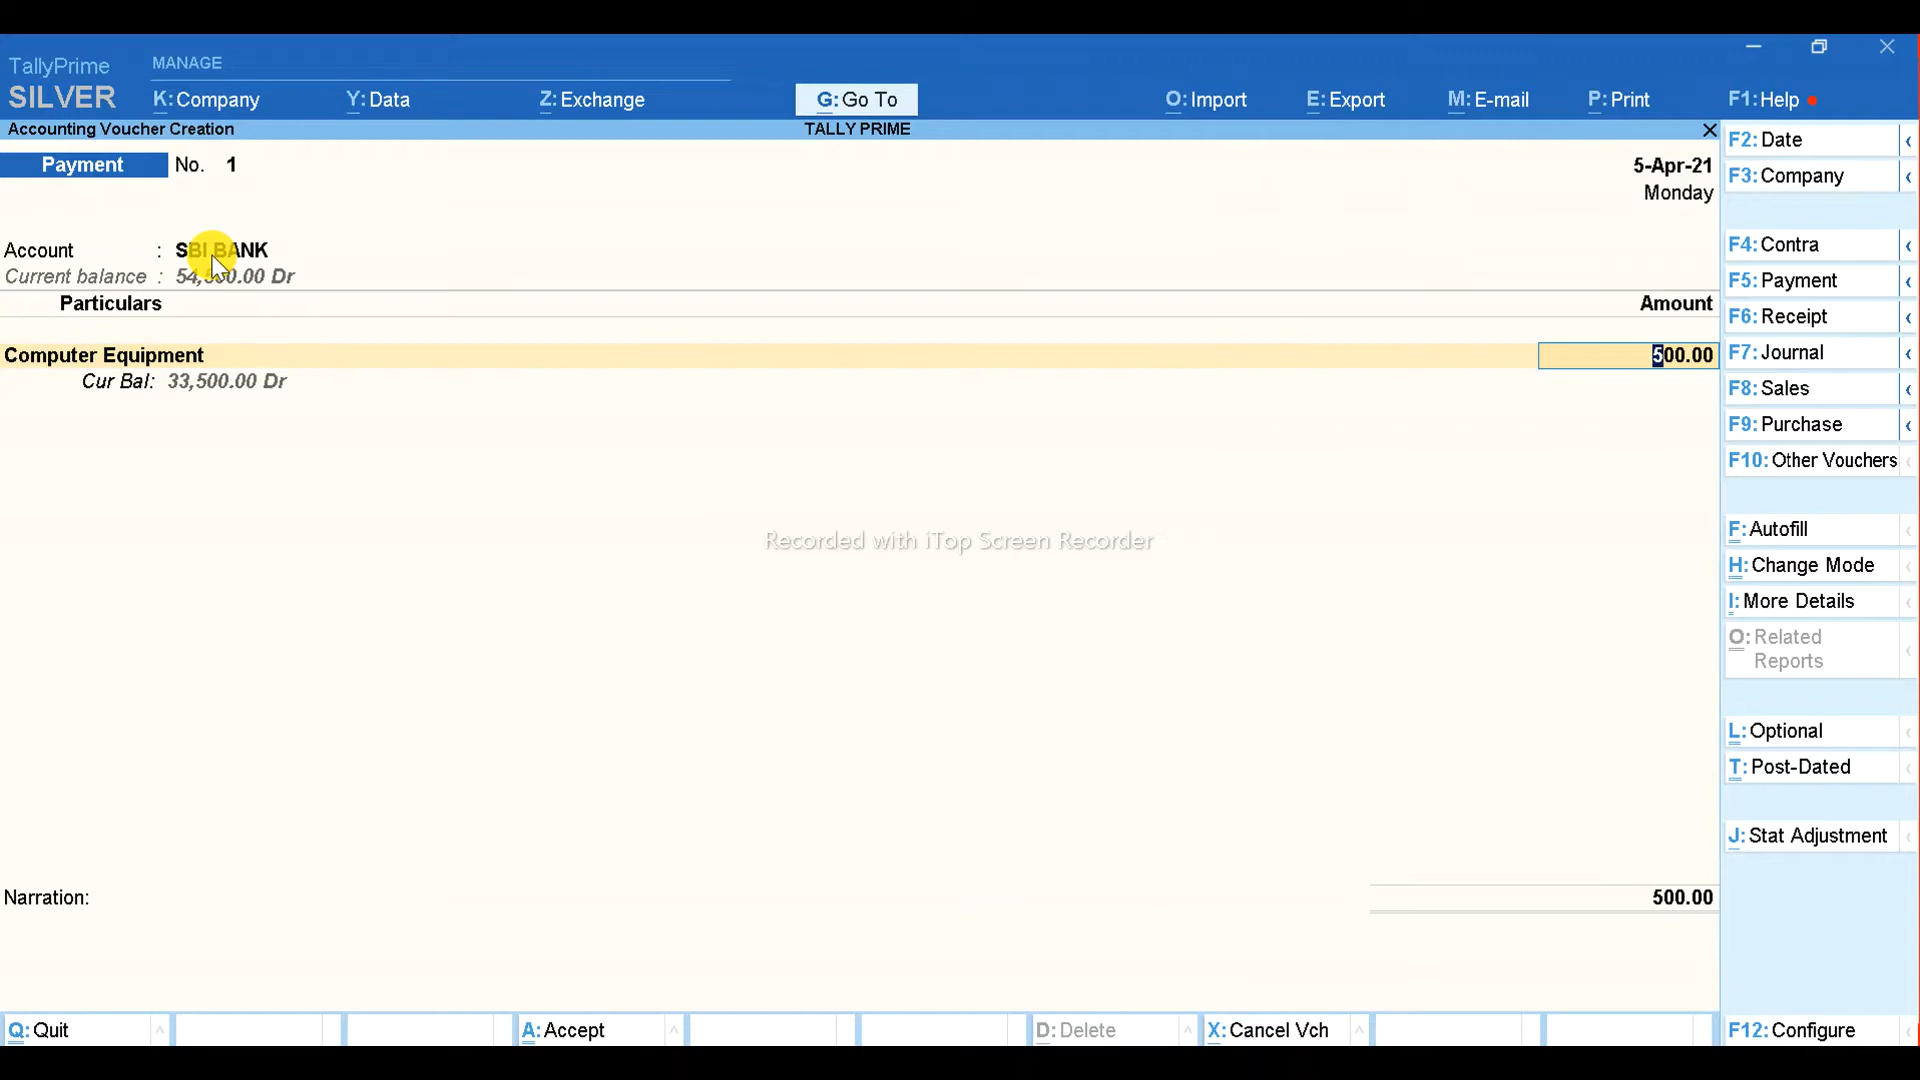 MANAGE
TallyPrime
SILVER
K: Company
Y: Data
Z: Exchange
G: Go To
O: Import
E: Export
M: E-mail
P: Print
F1: Help
Accounting Voucher Creation
TALLY PRIME
Payment No. 1
5-Apr-21
Monday
Account : SBI BANK
Current balance : Dr
Particulars
Amount
Computer Equipment
500.00
Cur Bal: 33,500.00 Dr
Recorded with iTop Screen Recorder
Narration:
500.00
F2: Date
F3: Company
F4: Contra
F5: Payment
F6: Receipt
F7: Journal
F8: Sales
F9: Purchase
F10: Other Vouchers
F: Autofill
H: Change Mode
I: More Details
O: Related
Reports
L: Optional
T: Post-Dated
J: Stat Adjustment
Q: Quit
A: Accept
D: Delete
X: Cancel Vch
F12: Configure